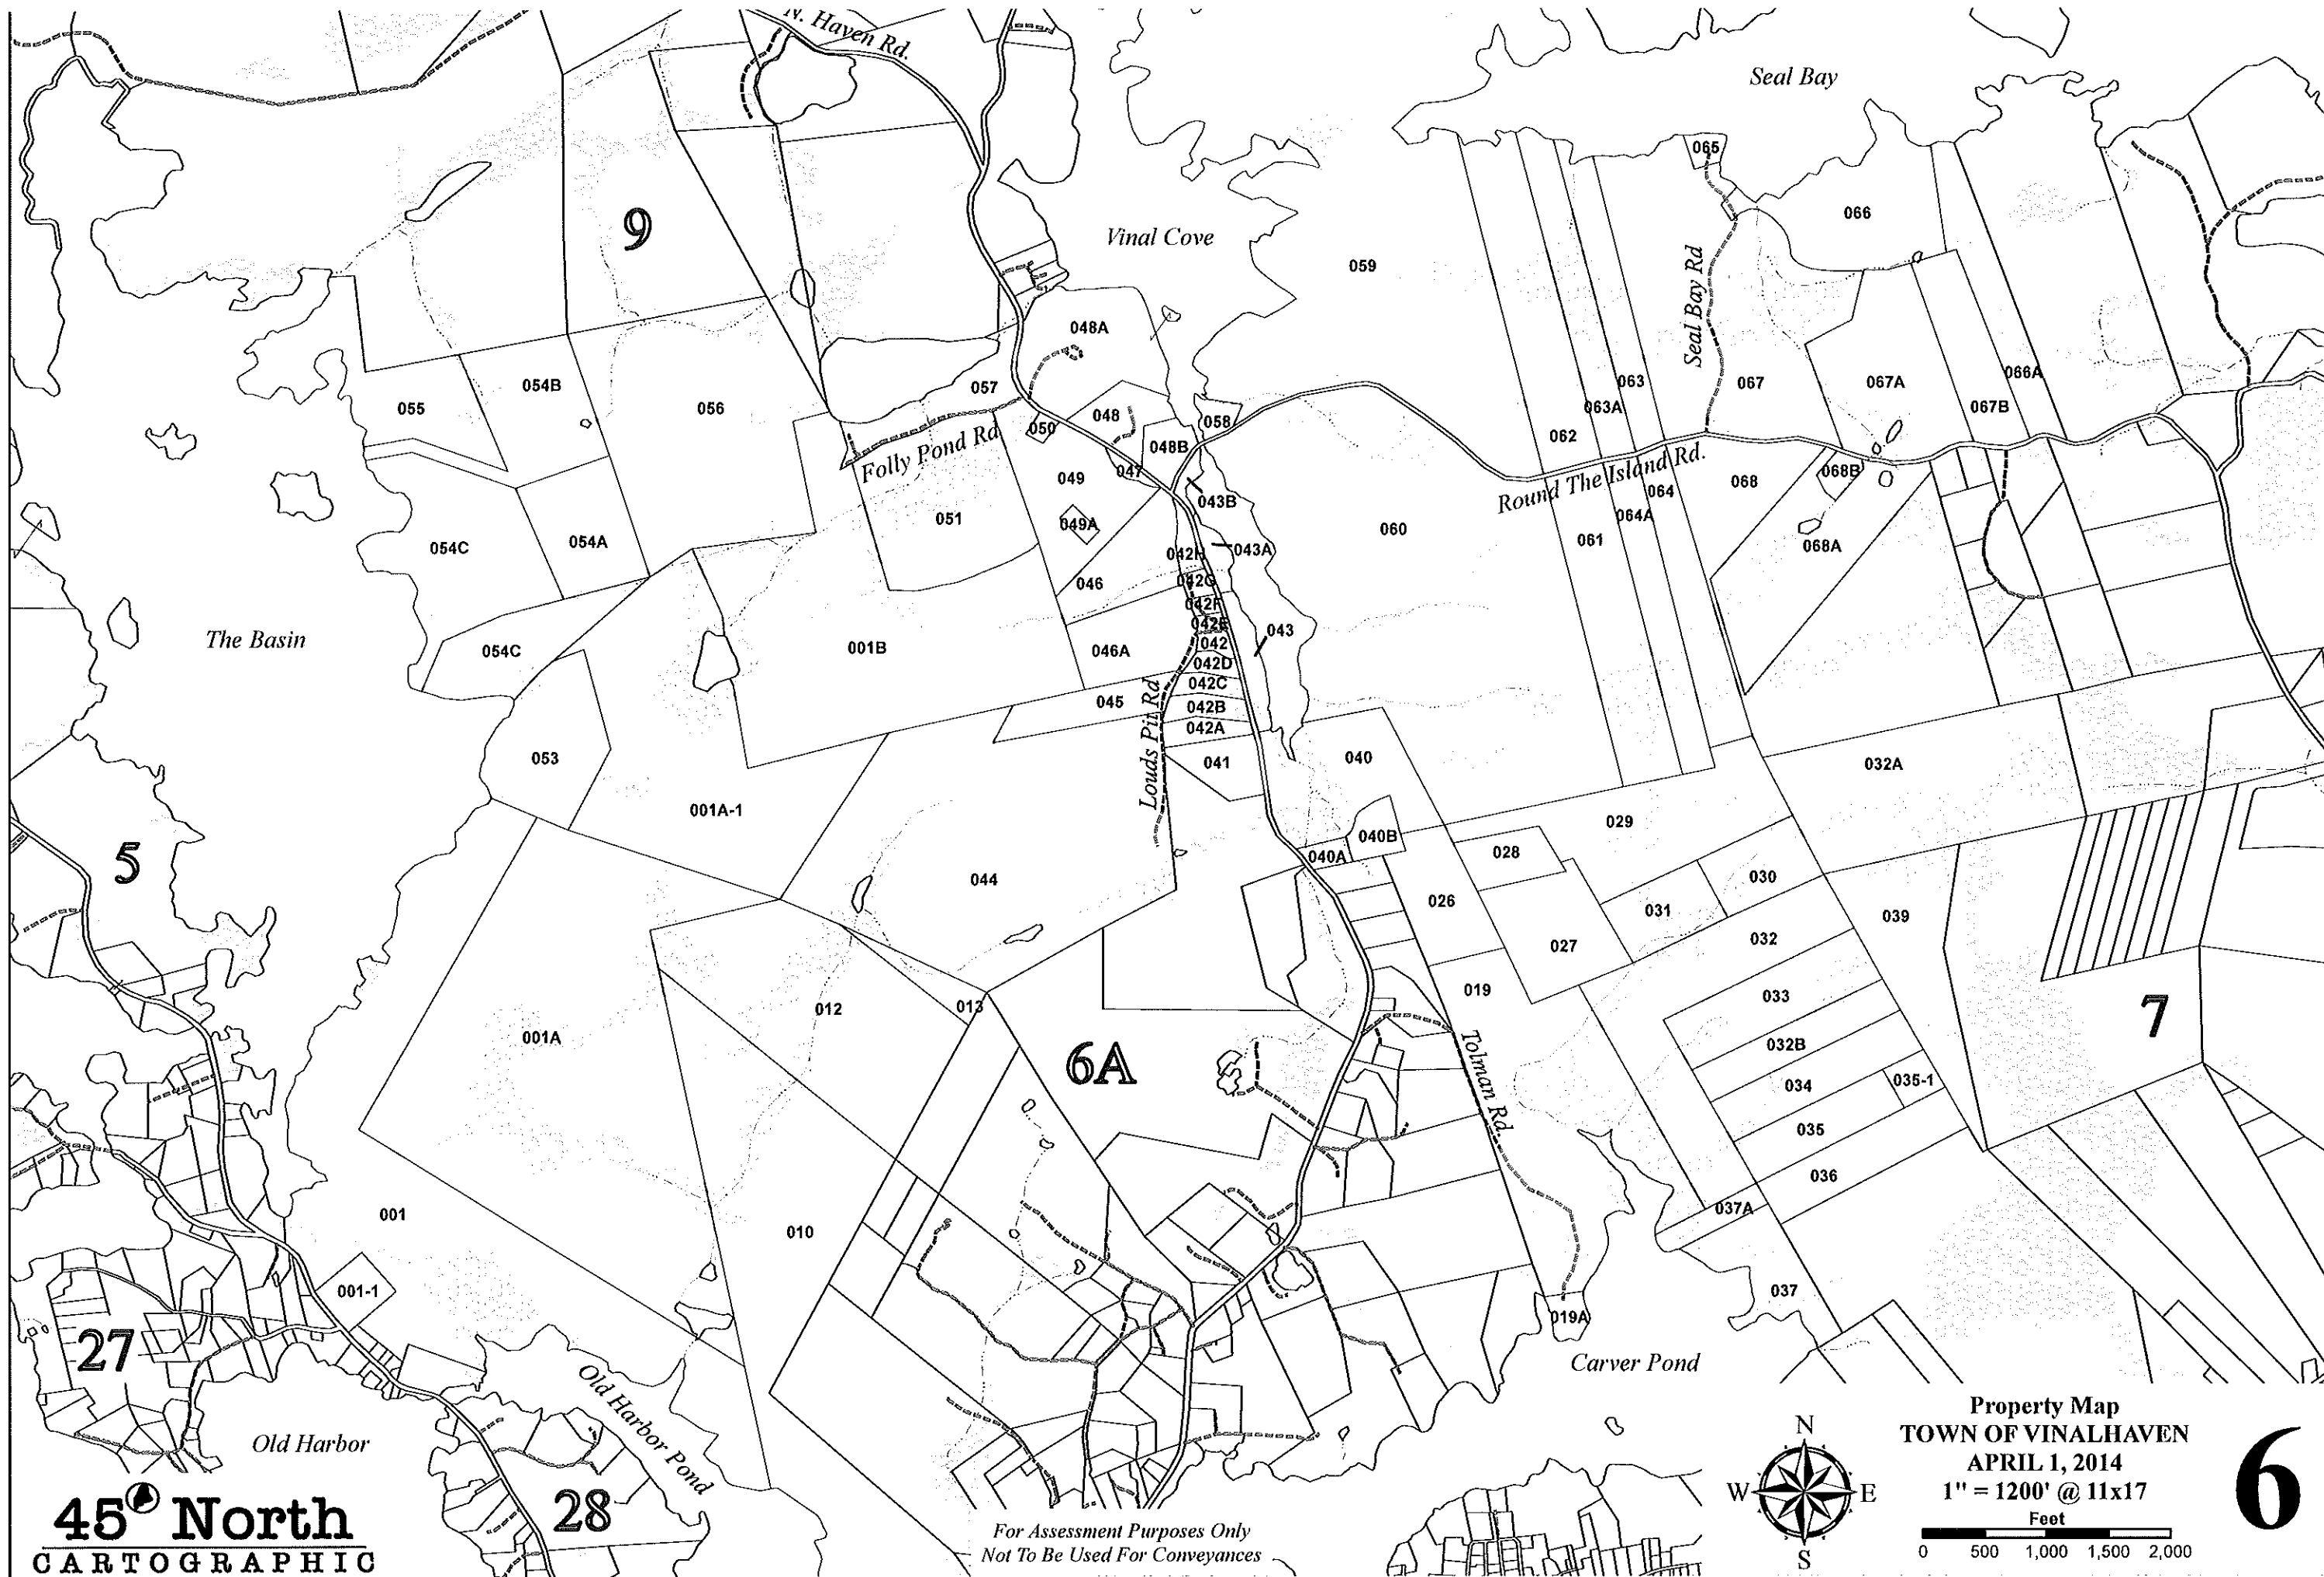 N. Haven Rd.
Seal Bay
065
9
066
Vinal Cove
059
Seal Bay Rd
048A
055
054B
056
057
063
067
067A
066A
063A
067B
048
058
050
062
048B
Folly Pond Rd
049
047
Round The Island Rd.
068
068B
043B
064
051
049A
060
064A
061
054C
054A
042H
043A
068A
046
042G
042F
042E
043
The Basin
042
054C
001B
046A
042D
042C
045
042B
042A
Louds Pit Rd
053
041
040
032A
001A-1
029
040B
5
040A
028
044
030
026
031
039
027
032
012
013
019
033
7
001A
6A
Tolman Rd.
032B
034
035-1
035
036
001
037A
010
001-1
037
019A
27
Carver Pond
Old Harbor Pond
Old Harbor
28
45° North
CARTOGRAPHIC
For Assessment Purposes Only
Not To Be Used For Conveyances
N
W
E
S
Property Map
TOWN OF VINALHAVEN
APRIL 1, 2014
1" = 1200' @ 11x17
Feet
0 500 1,000 1,500 2,000
6